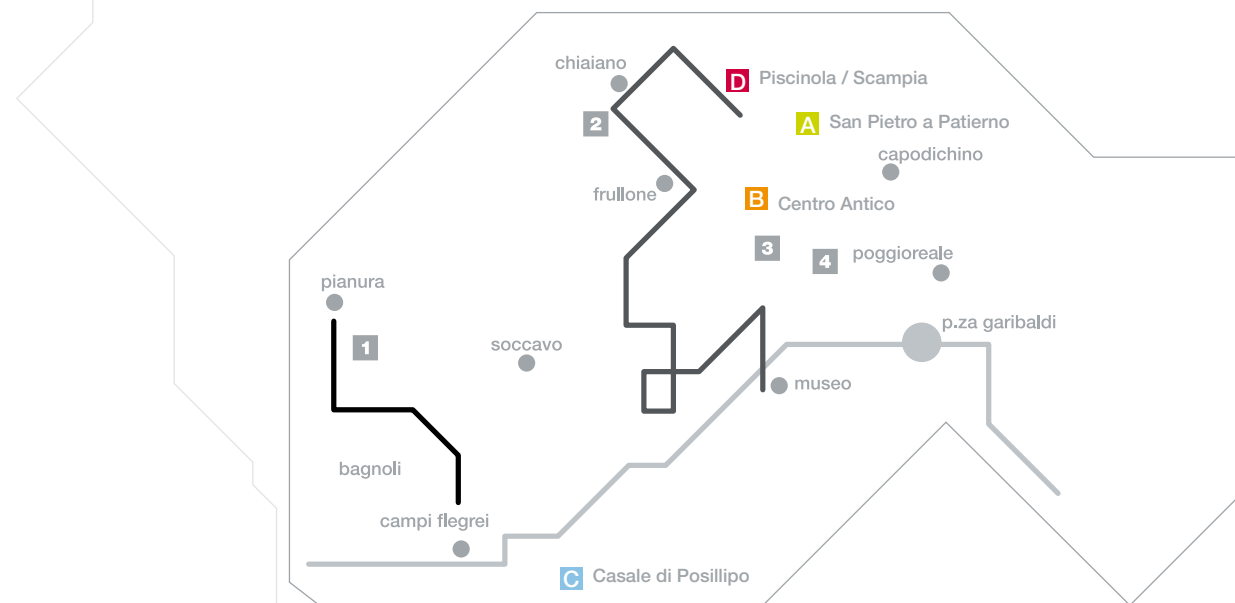 chiaiano
D Piscinola / Scampia
2
A San Pietro a Patierno
capodichino
frullone
B Centro Antico
3
4
poggioreale
pianura
p.za garibaldi
1
soccavo
museo
bagnoli
campi flegrei
C Casale di Posillipo